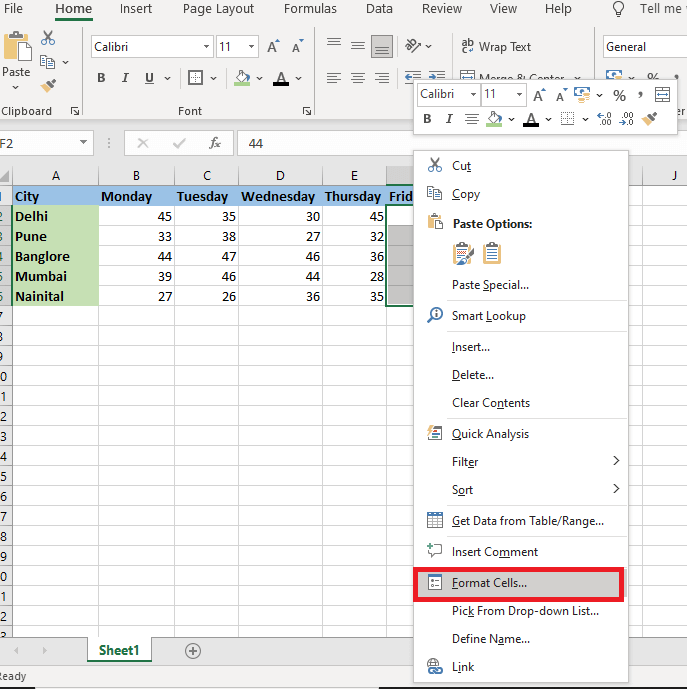 File Home Insert Page Layout Formulas Data Review View Help Tell me
Paste
Clipboard
Calibri 11
B I U A
Font
ab Wrap Text
Merge & Center
General
%
Calibri 11 A A % ,
B I A
F2 fx 44
A B C D E J
City Monday Tuesday Wednesday Thursday Frid
2 Delhi 45 35 30 45
3 Pune 33 38 27 32
4 Banglore 44 47 46 36
5 Mumbai 39 46 44 28
6 Nainital 27 26 36 35
Cut
Copy
Paste Options:
Paste Special...
Smart Lookup
Insert...
Delete...
Clear Contents
Quick Analysis
Filter
Sort
Get Data from Table/Range...
Insert Comment
Format Cells...
Pick From Drop-down List...
Define Name...
Link
Sheet1
Ready